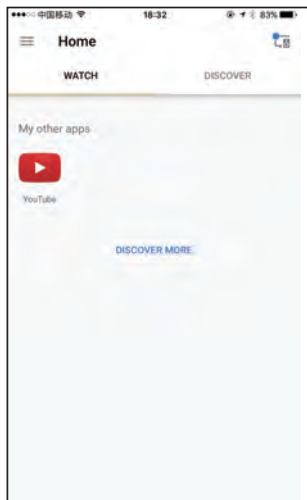 中国移动 18:32 83%
Home
WATCH DISCOVER
My other apps
YouTube
DISCOVER MORE